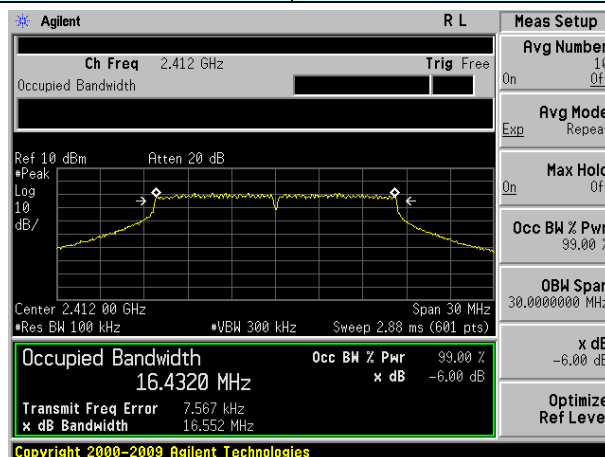 Agilent R L Meas Setup
Ch Freq 2.412 GHz Trig Free
Occupied Bandwidth
Avg Number
10
On Of
Avg Mode
Exp Repea
Max Hold
On Of
Occ BW % Pwr
99.00 %
OBW Span
30.0000000 MHz
x dB
-6.00 dB
Optimize
Ref Leve
Ref 10 dBm Atten 20 dB
#Peak
Log
10
dB/
Center 2.412 00 GHz Span 30 MHz
#Res BW 100 kHz #VBW 300 kHz Sweep 2.88 ms (601 pts)
Occupied Bandwidth Occ BW % Pwr 99.00 %
16.4320 MHz x dB -6.00 dB
Transmit Freq Error 7.567 kHz
x dB Bandwidth 16.552 MHz
Copyright 2000-2009 Agilent Technologies